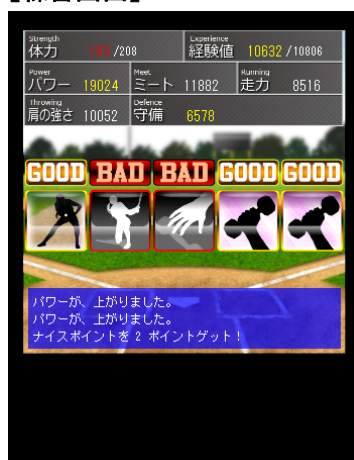 Strength
体力 123/208
Experience
経験値 10632/10806
Power
パワー 19024
Meet
ミート 11882
Running
走力 8516
Throwing
肩の強さ 10052
Defence
守備 6578
GOOD BAD BAD GOOD GOOD
パワーが、上がりました。
パワーが、上がりました。
ナイスポイントを 2 ポイントゲット!